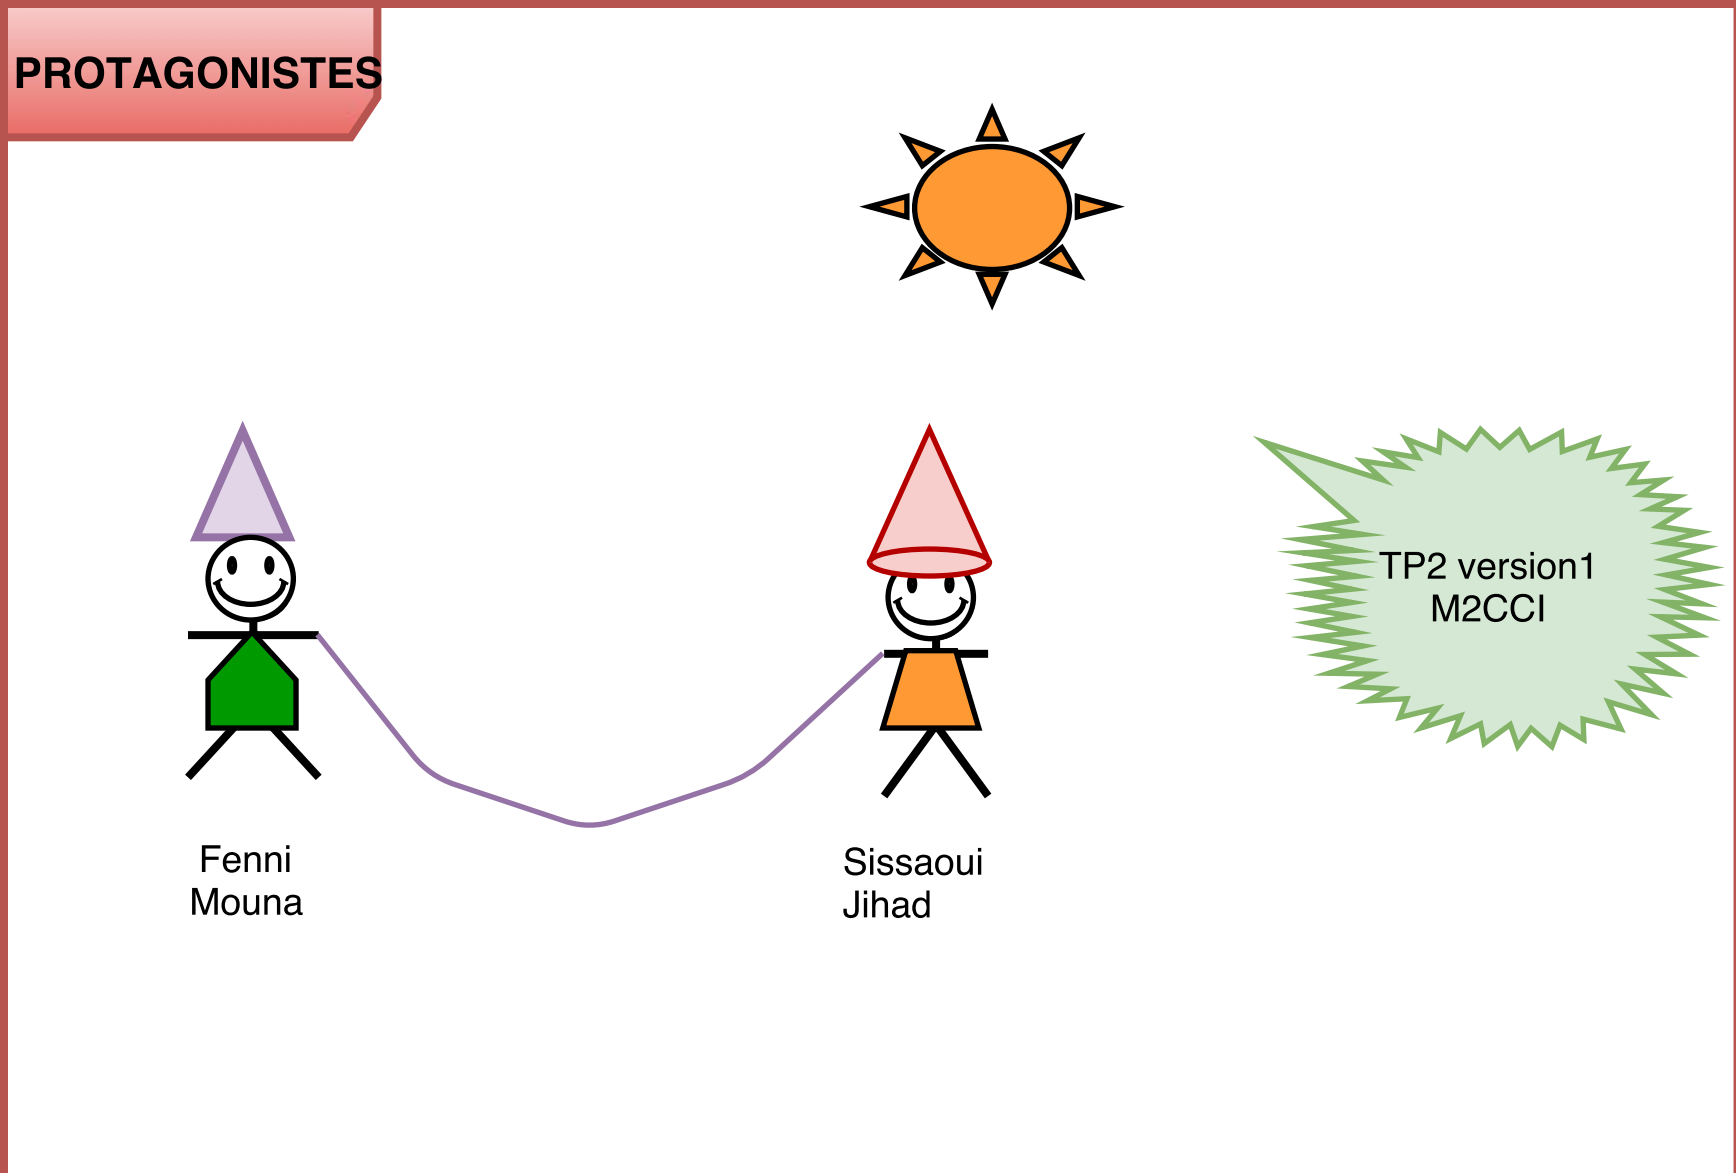 PROTAGONISTES
TP2 version1
M2CCI
Fenni
Mouna
Sissaoui
Jihad